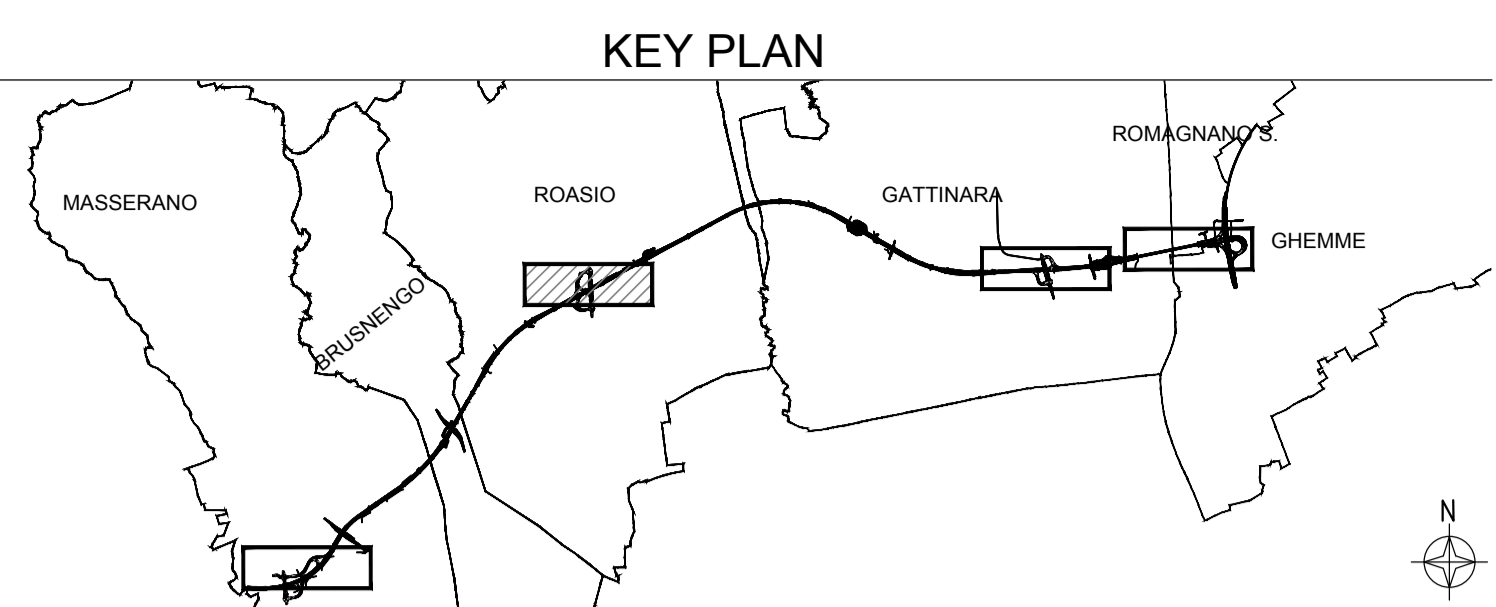 KEY PLAN
ROMAGNANO S.
MASSERANO
ROASIO
GATTINARA
GHEMME
BRUSNENGO
N